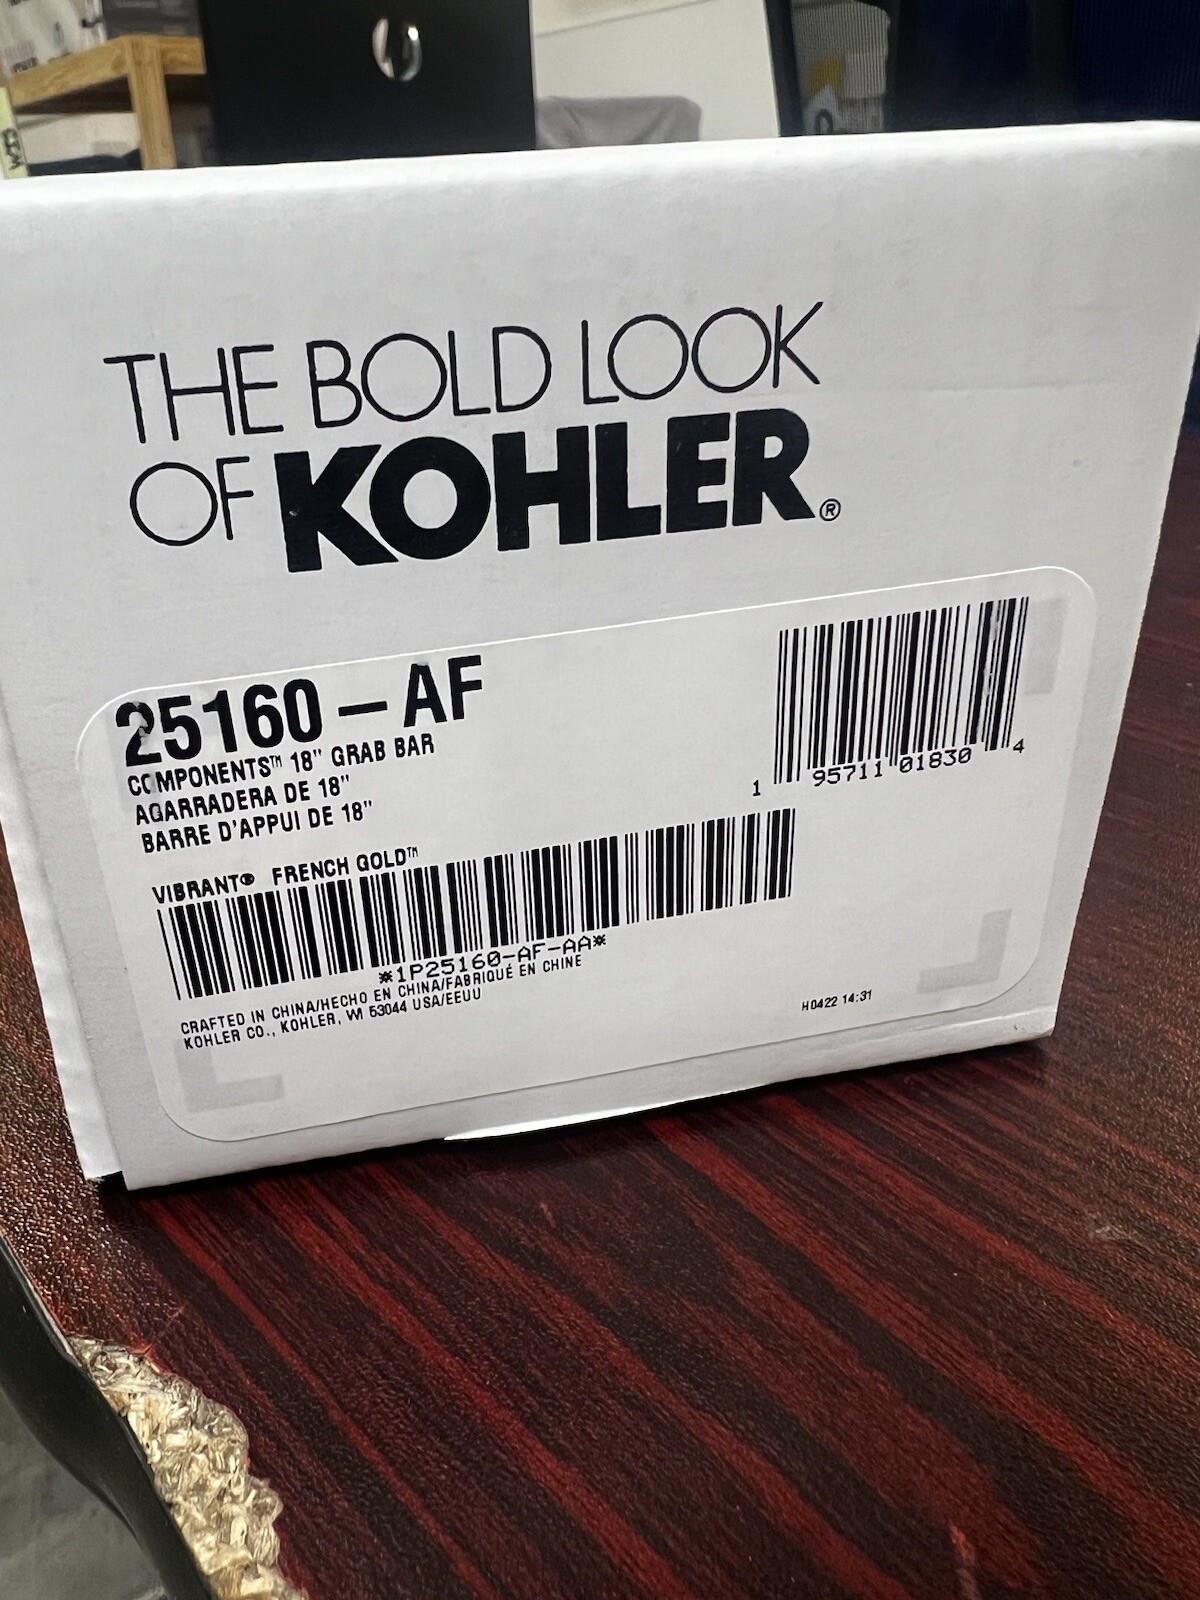 THE BOLD LOOK
OF KOHLER®
25160-AF
COMPONENTS™ 18" GRAB BAR
AGARRADERA DE 18"
BARRE D'APPUI DE 18"
VIBRANT® FRENCH GOLD™
1 95711 01830 4
*1P25160-AF-AA*
CRAFTED IN CHINA/HECHO EN CHINA/FABRIQUÉ EN CHINE
KOHLER CO., KOHLER, WI 53044 USA/EEUU
H0422 14:31